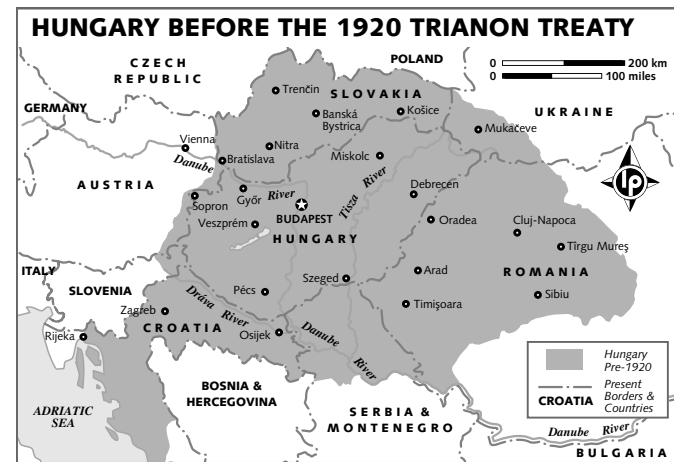 HUNGARY BEFORE THE 1920 TRIANON TREATY
CZECH
REPUBLIC
POLAND
0 200 km
0 100 miles
Trenčín
SLOVAKIA
GERMANY
Banská
Bystrica
Košice
UKRAINE
Mukačeve
Vienna
Nitra
Danube
Bratislava
Miskolc
AUSTRIA
Sopron
Győr
River
Tisza River
Debrecen
LP
BUDAPEST
Veszprém
Oradea
Cluj-Napoca
HUNGARY
Tîrgu Mureş
ITALY
SLOVENIA
Szeged
Arad
ROMANIA
Pécs
Dráva River
Sibiu
Zagreb
Timişoara
CROATIA
Rijeka
Osijek
Danube River
Hungary
Pre-1920
Present
Borders &
Countries
CROATIA
BOSNIA &
HERCEGOVINA
ADRIATIC
SEA
SERBIA &
MONTENEGRO
Danube River
BULGARIA